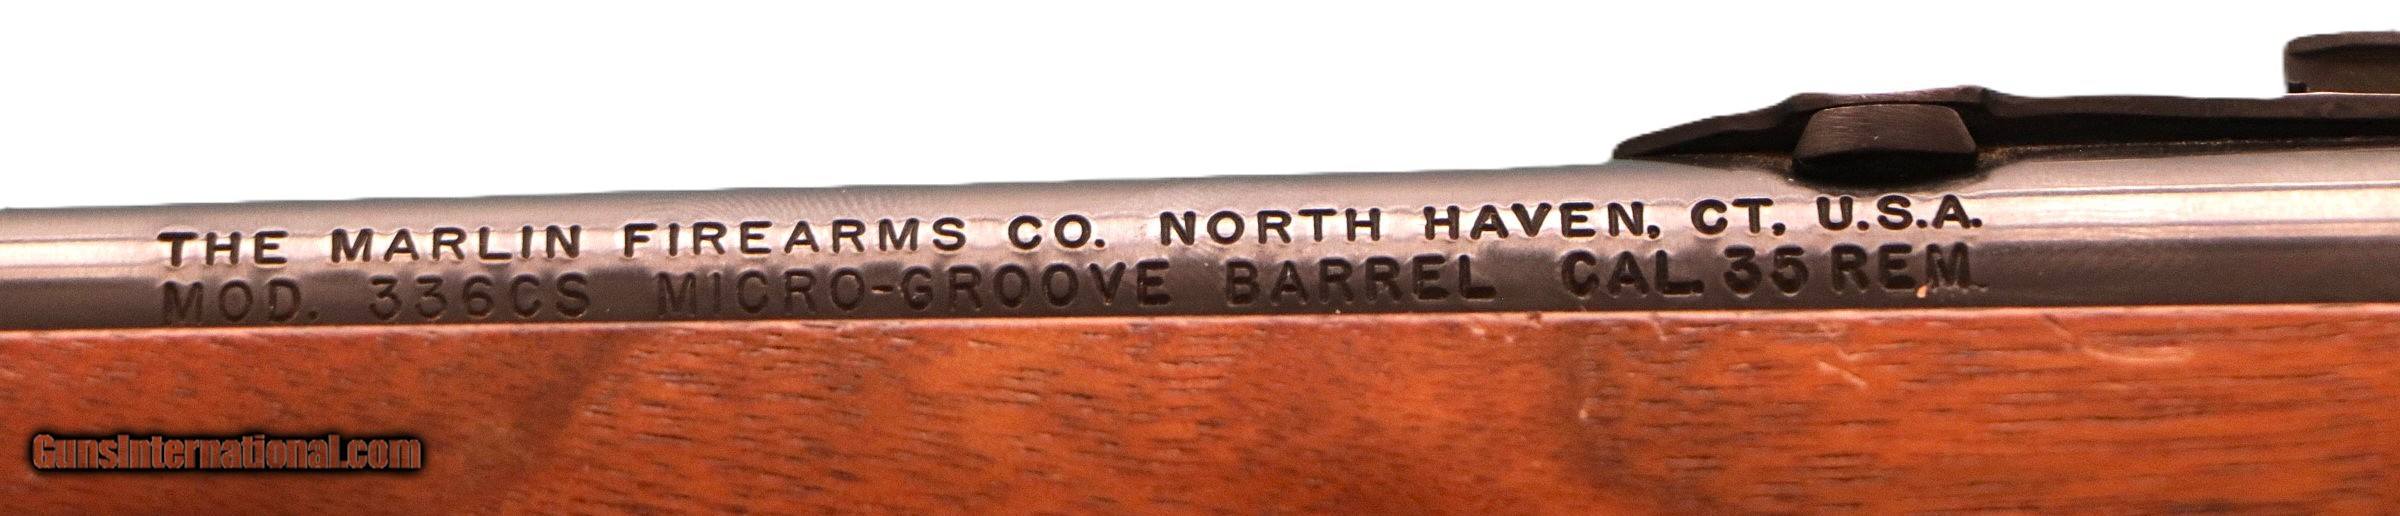 THE MARLIN FIREARMS CO. NORTH HAVEN, CT. U.S.A.
MOD. 336CS MICRO-GROOVE BARREL CAL. 35 REM.
GunsInternational.com